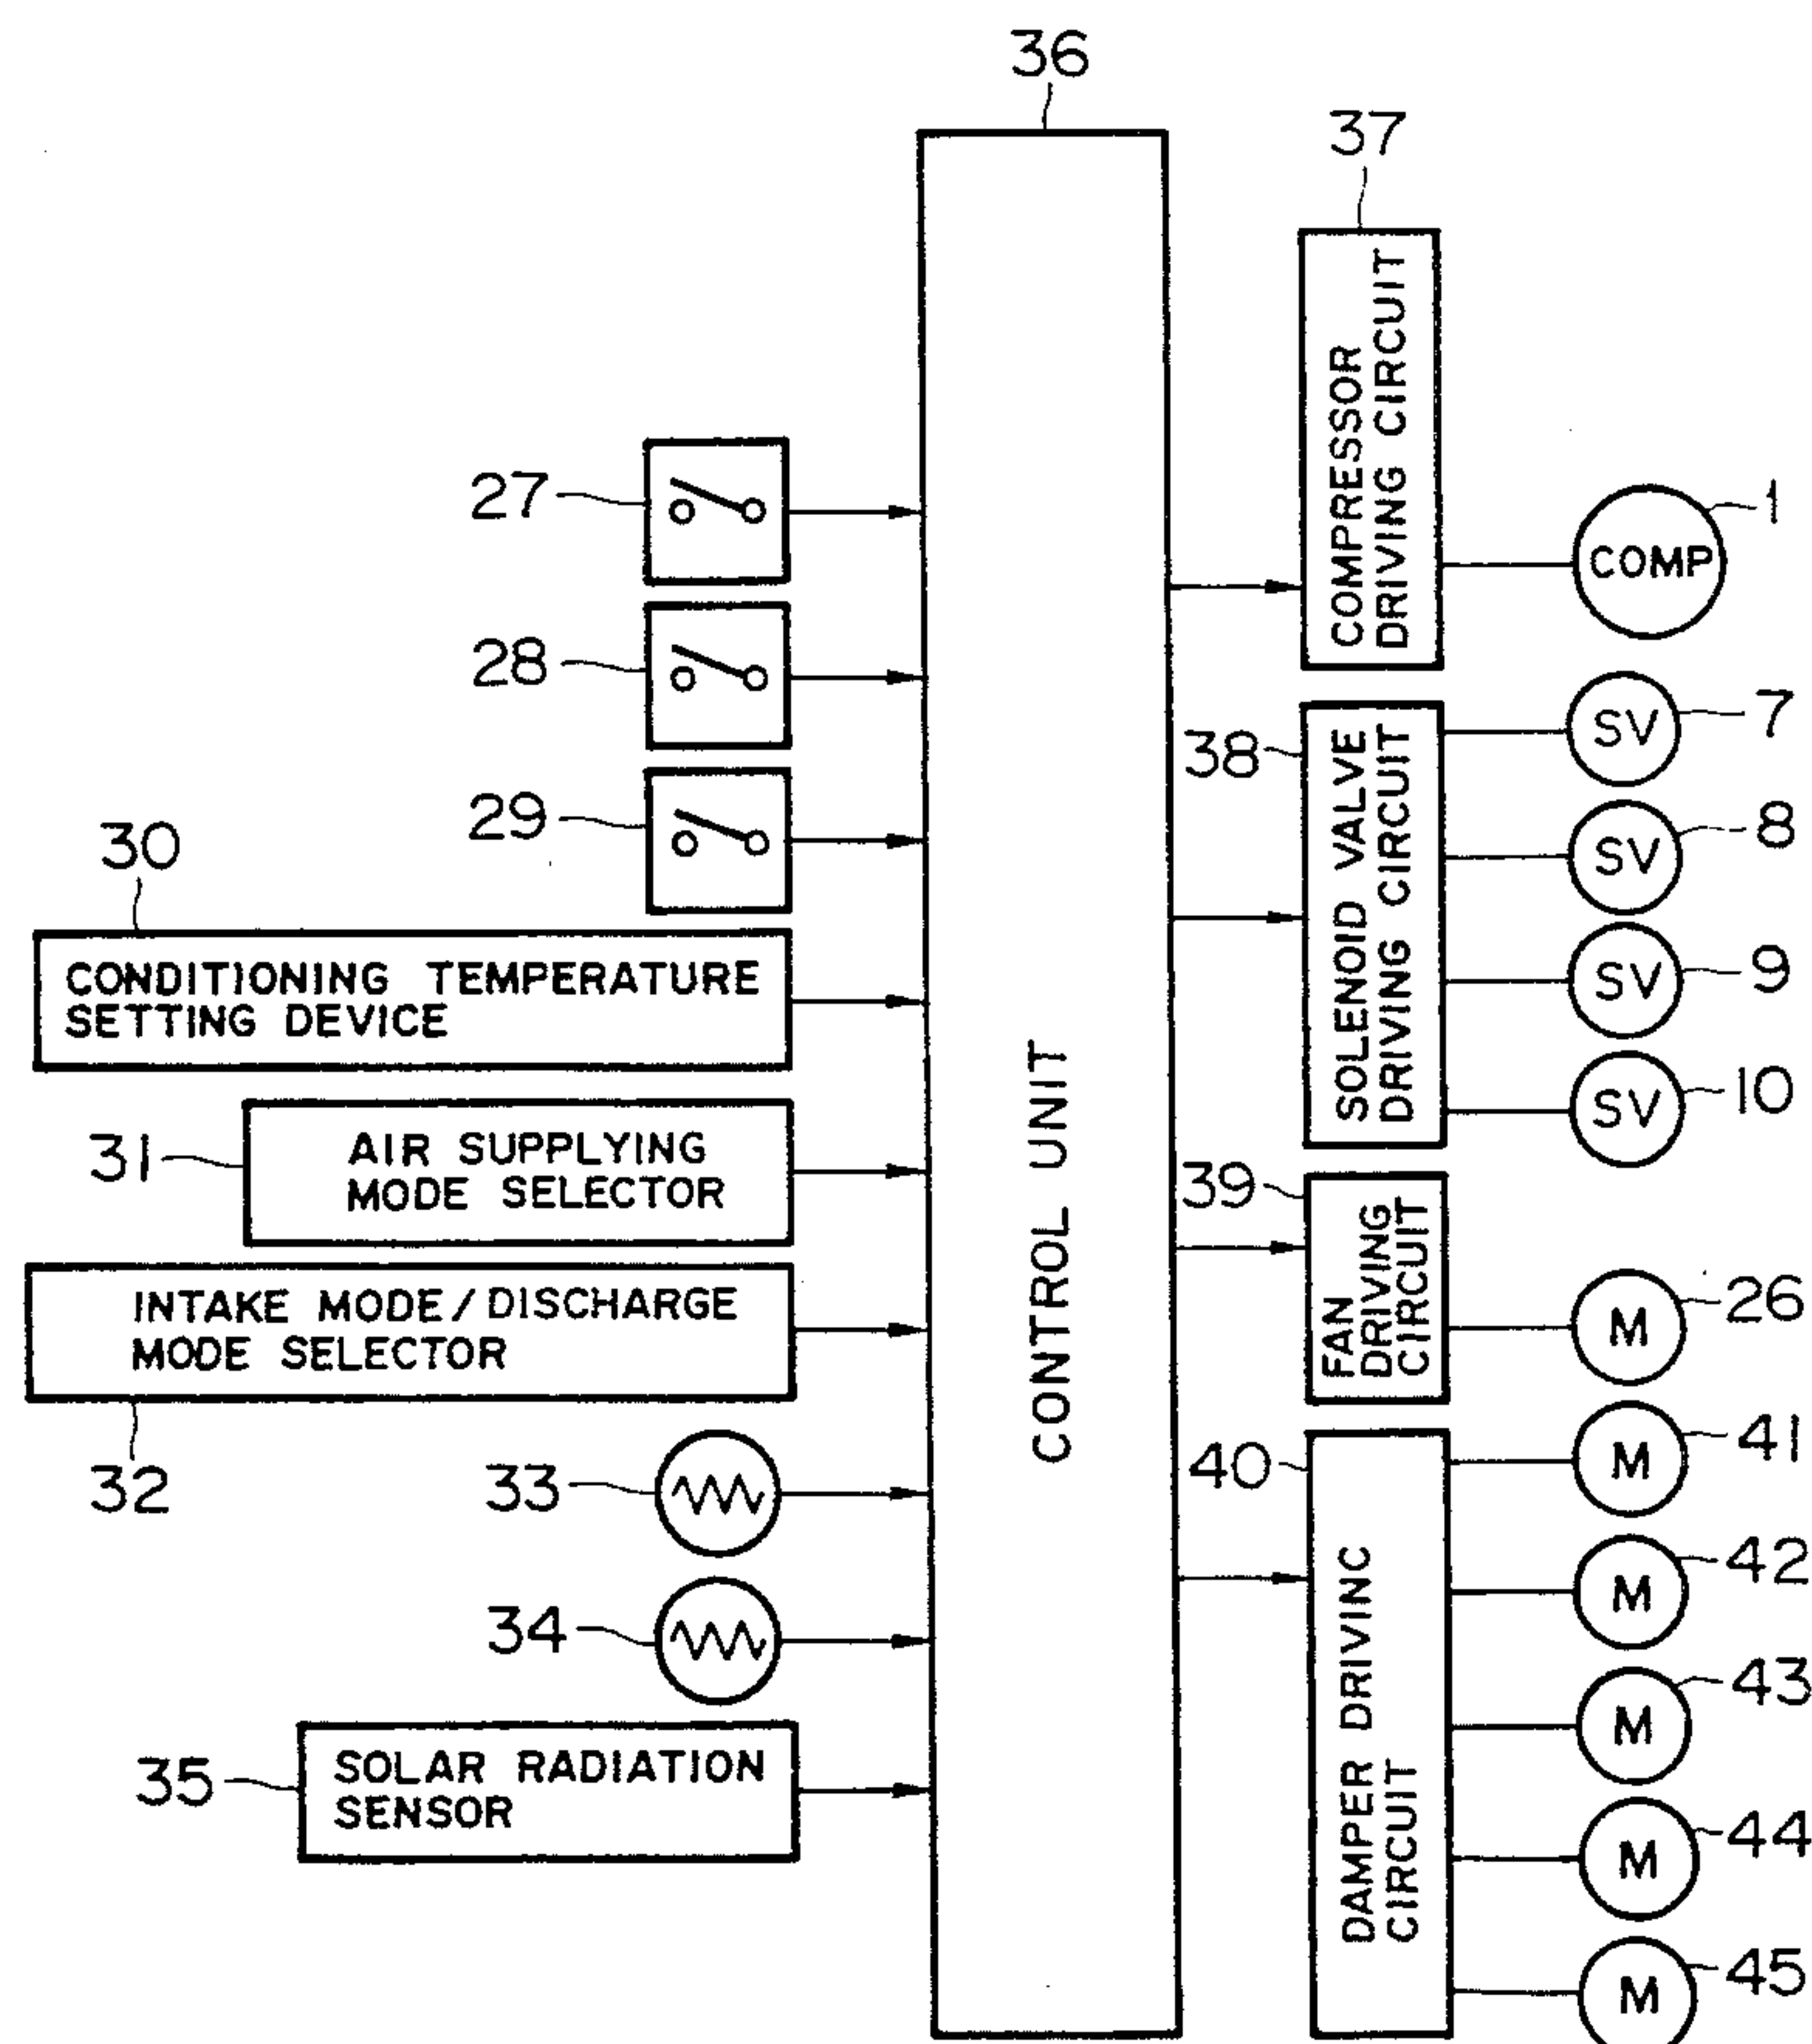 36
37
COMPRESSOR
DRIVING CIRCUIT
1
COMP
27
28
29
30
CONDITIONING TEMPERATURE
SETTING DEVICE
31
AIR SUPPLYING
MODE SELECTOR
INTAKE MODE/DISCHARGE
MODE SELECTOR
32
33
34
35
SOLAR RADIATION
SENSOR
CONTROL UNIT
38
SOLENOID VALVE
DRIVING CIRCUIT
SV
7
SV
8
SV
9
SV
10
39
FAN
DRIVING
CIRCUIT
M
26
40
DAMPER DRIVINC
CIRCUIT
M
41
M
42
M
43
M
44
M
45